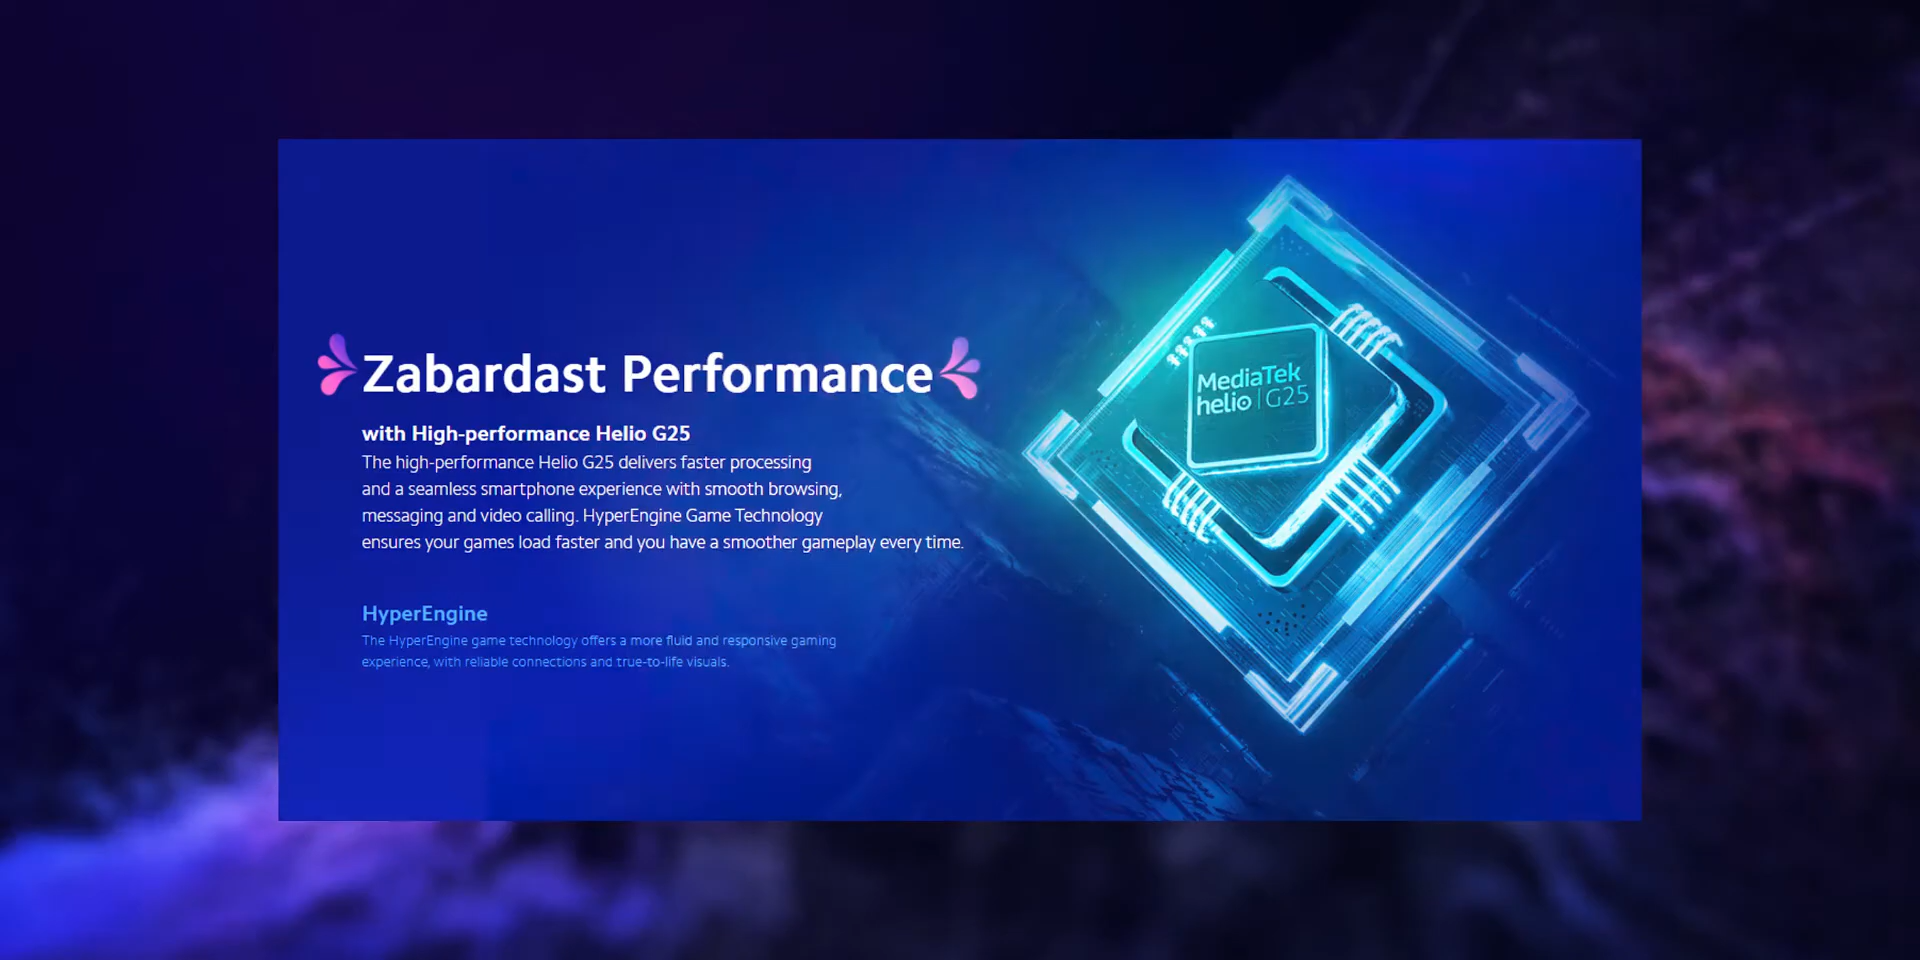 Zabardast Performance
with High-performance Helio G25
The high-performance Helio G25 delivers faster processing
and a seamless smartphone experience with smooth browsing,
messaging and video calling. HyperEngine Game Technology
ensures your games load faster and you have a smoother gameplay every time.
HyperEngine
The HyperEngine game technology offers a more fluid and responsive gaming
experience, with reliable connections and true-to-life visuals.
MediaTek
helio | G25